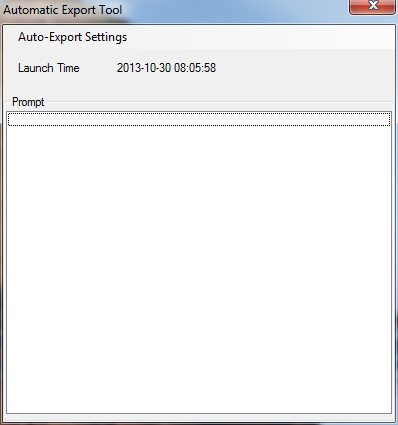 Automatic Export Tool
Auto-Export Settings
Launch Time 2013-10-30 08:05:58
Prompt